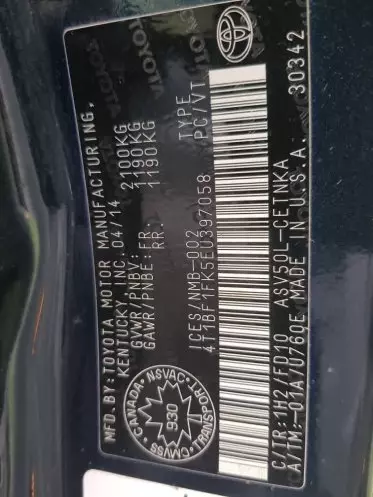 MFD. BY: TOYOTA MOTOR MANUFACTURING,
KENTUCKY, INC. 04/14
GVWR/PNBV: 2100KG
GAWR/PNBE: FR. 1190KG
RR. 1190KG
ICES/NMB-002 TYPE
4T1BF1FK5EU397058 PC/VT
CANADA NSVAC TRANSPORT CMVSS
930
C/TR: 1H2/FD10 ASV50L-CETNKA
A/TM: -01A/U760E MADE IN U.S.A. 30342
TOYOTA